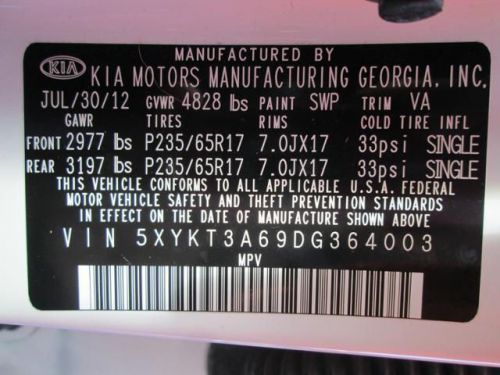 MANUFACTURED BY
KIA KIA MOTORS MANUFACTURING GEORGIA, INC.
JUL/30/12 GVWR 4828 lbs PAINT SWP TRIM VA
GAWR TIRES RIMS COLD TIRE INFL
FRONT 2977 lbs P235/65R17 7.0JX17 33psi SINGLE
REAR 3197 lbs P235/65R17 7.0JX17 33psi SINGLE
THIS VEHICLE CONFORMS TO ALL APPLICABLE U.S.A. FEDERAL
MOTOR VEHICLE SAFETY AND THEFT PREVENTION STANDARDS
IN EFFECT ON THE DATE OF MANUFACTURE SHOWN ABOVE
VIN 5XYKT3A69DG364003
MPV